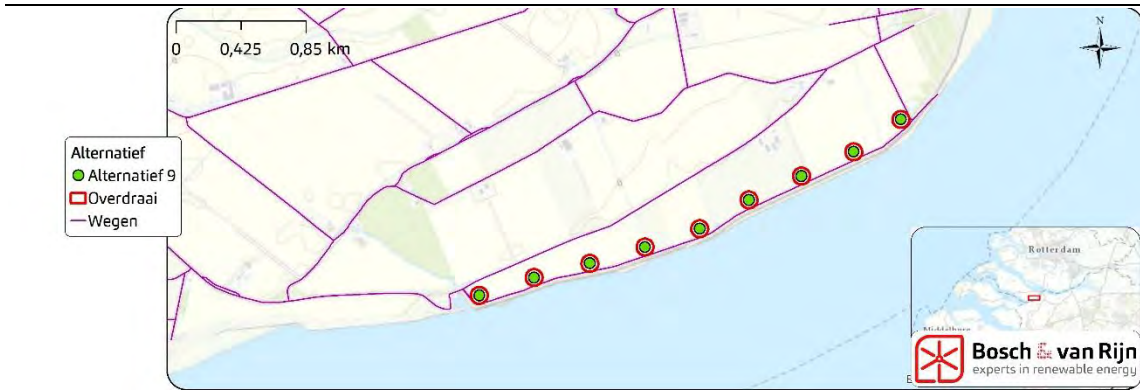 0 0,425 0,85 km
N
Alternatief
Alternatief 9
Overdraai
Wegen
Rotterdam
Middelburg
Bosch & van Rijn
experts in renewable energy